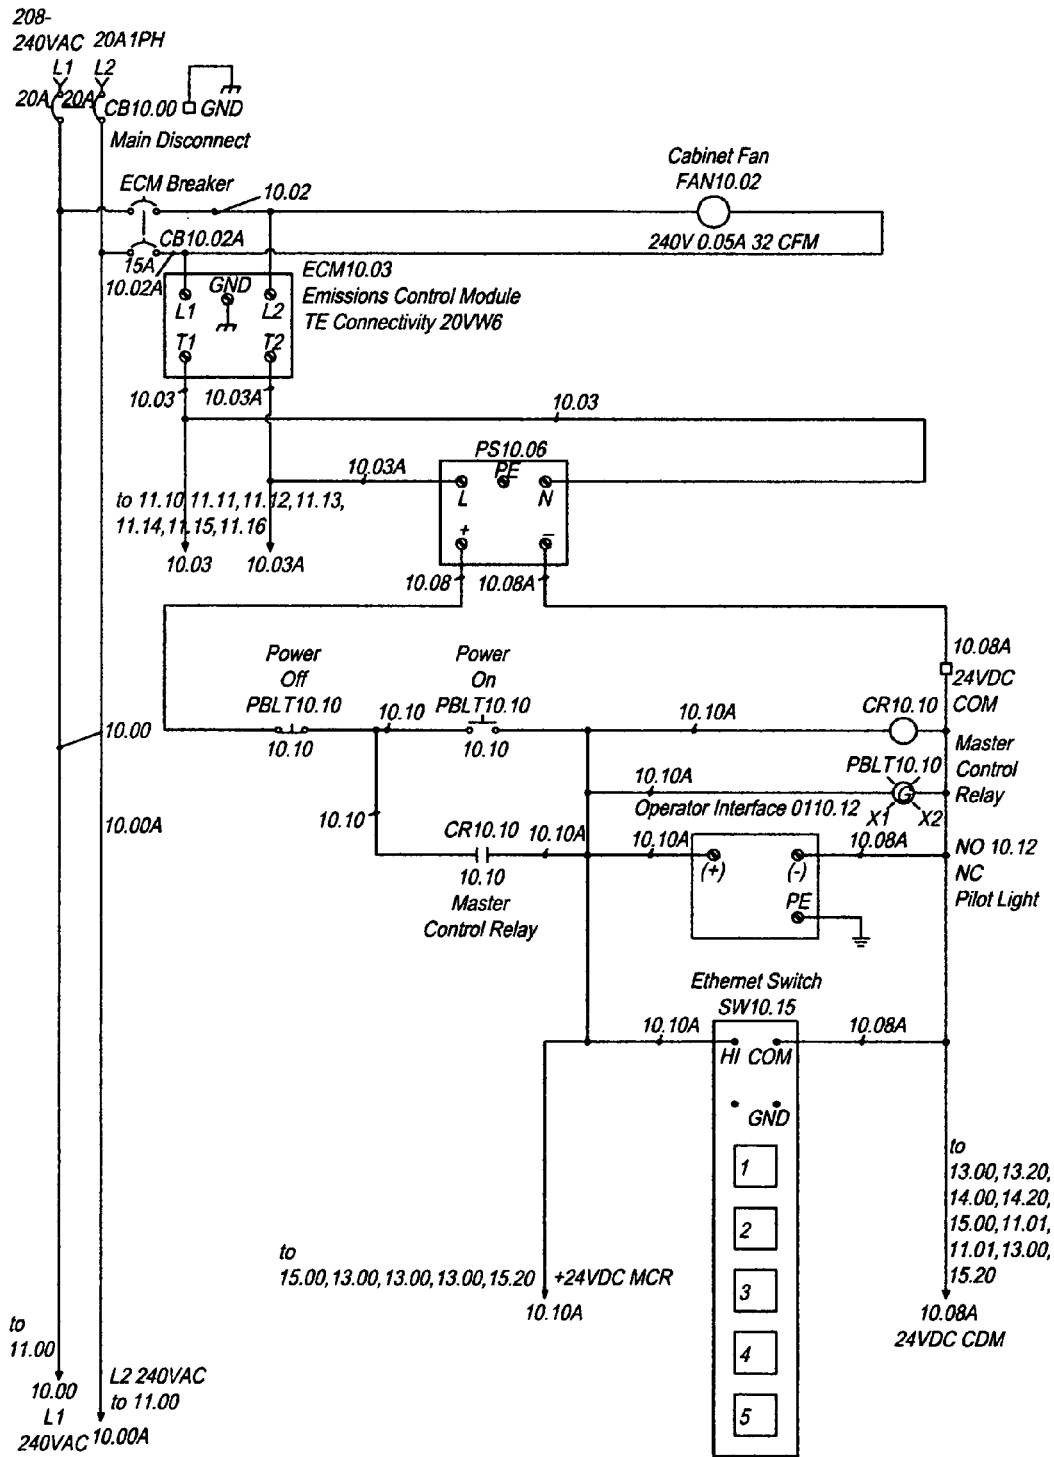 208-
240VAC 20A1PH
L1 L2
20A 20A CB10.00 GND
Main Disconnect
Cabinet Fan
FAN10.02
ECM Breaker
10.02
240V 0.05A 32 CFM
CB10.02A
15A
10.02A
ECM10.03
Emissions Control Module
TE Connectivity 20VW6
GND
L1 L2
T1 T2
10.03 10.03A
10.03
PS10.06
10.03A
PE
L N
to 11.10, 11.11, 11.12, 11.13,
11.14, 11.15, 11.16
+ –
10.03 10.03A
10.08 10.08A
10.08A
24VDC
COM
Power
Off
PBLT10.10
10.10
Power
On
PBLT10.10
10.10
10.10
10.10A
CR10.10
Master
Control
Relay
10.00
10.10A
PBLT10.10
G
X1 X2
Operator Interface 0110.12
10.00A
10.10
CR10.10
10.10A
10.10
Master
Control Relay
10.10A
10.08A
(+) (-)
PE
NO 10.12
NC
Pilot Light
Ethernet Switch
SW10.15
10.10A 10.08A
HI COM
GND
1
2
3
4
5
to
15.00, 13.00, 13.00, 13.00, 15.20
+24VDC MCR
10.10A
to
13.00, 13.20,
14.00, 14.20,
15.00, 11.01,
11.01, 13.00,
15.20
10.08A
24VDC CDM
to
11.00
10.00
L1
240VAC
L2 240VAC
to 11.00
10.00A